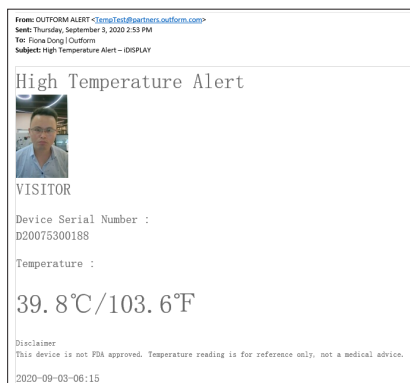 From: OUTFORM ALERT <TempTest@partners.outform.com>
Sent: Thursday, September 3, 2020 2:53 PM
To: Fiona Dong | Outform
Subject: High Temperature Alert – iDISPLAY
High Temperature Alert
VISITOR
Device Serial Number :
D20075300188
Temperature :
39.8℃/103.6℉
Disclaimer
This device is not FDA approved. Temperature reading is for reference only, not a medical advice.
2020-09-03-06:15